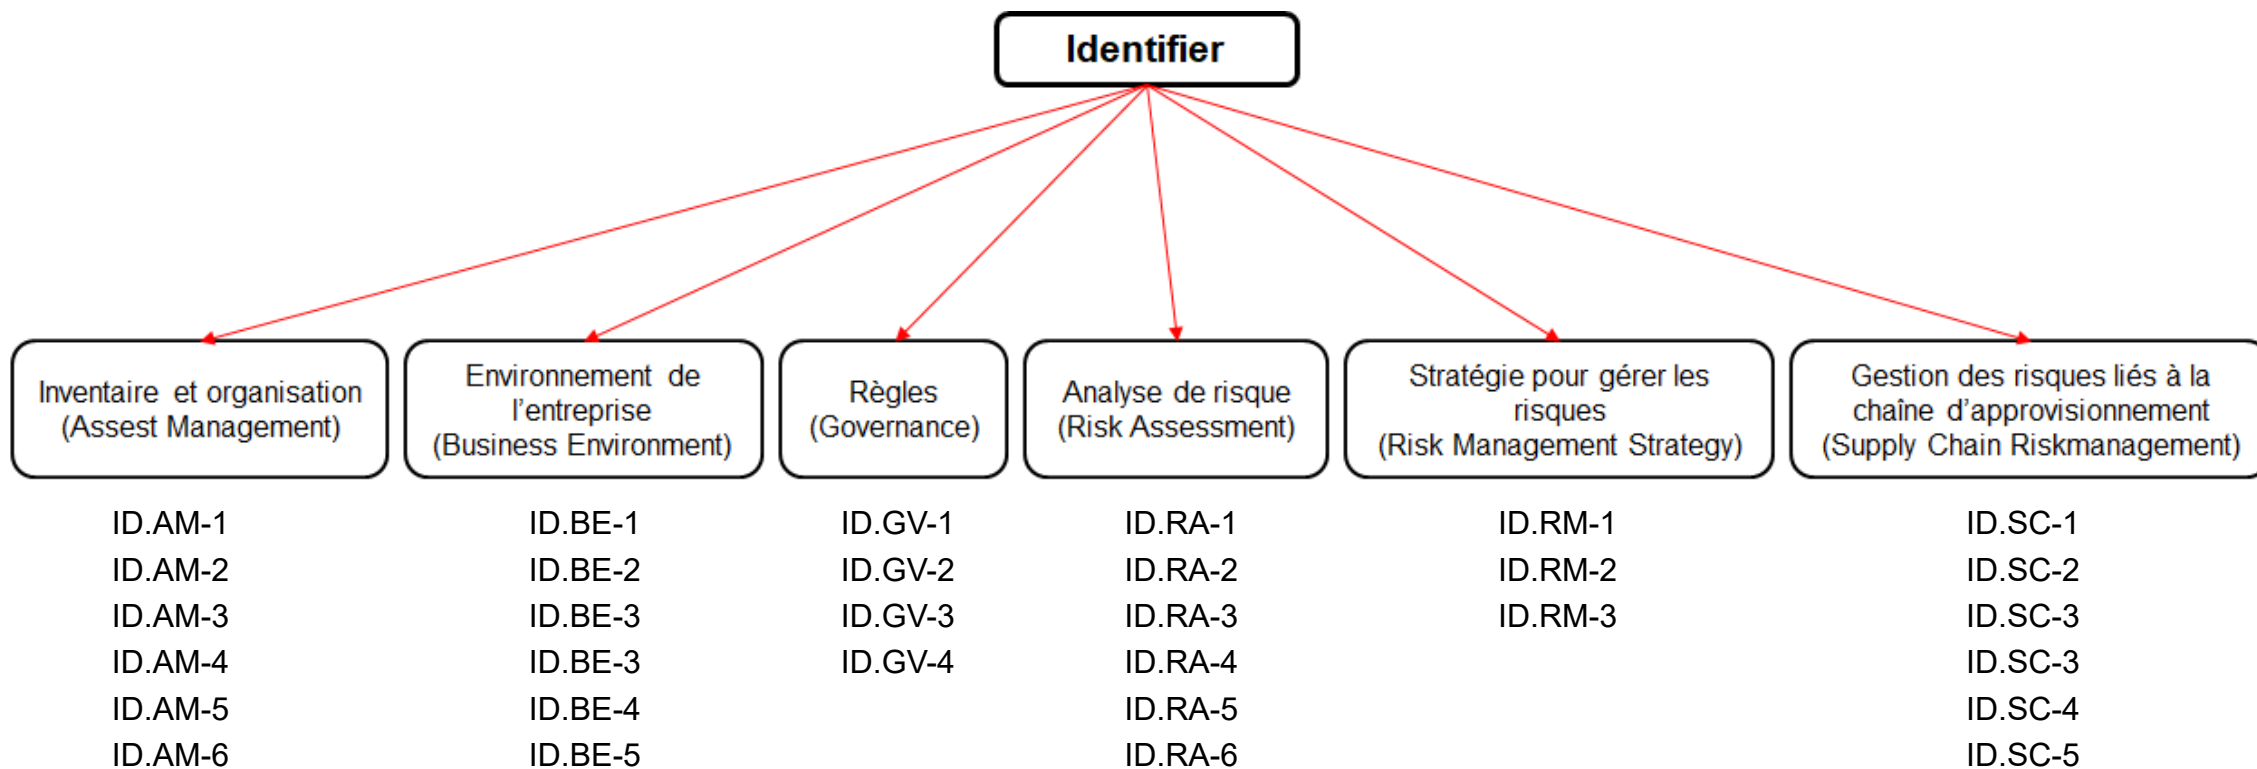 Identifier
Inventaire et organisation
(Assest Management)
Environnement de
l’entreprise
(Business Environment)
Règles
(Governance)
Analyse de risque
(Risk Assessment)
Stratégie pour gérer les
risques
(Risk Management Strategy)
Gestion des risques liés à la
chaîne d’approvisionnement
(Supply Chain Riskmanagement)
ID.AM-1
ID.AM-2
ID.AM-3
ID.AM-4
ID.AM-5
ID.AM-6
ID.BE-1
ID.BE-2
ID.BE-3
ID.BE-3
ID.BE-4
ID.BE-5
ID.GV-1
ID.GV-2
ID.GV-3
ID.GV-4
ID.RA-1
ID.RA-2
ID.RA-3
ID.RA-4
ID.RA-5
ID.RA-6
ID.RM-1
ID.RM-2
ID.RM-3
ID.SC-1
ID.SC-2
ID.SC-3
ID.SC-3
ID.SC-4
ID.SC-5